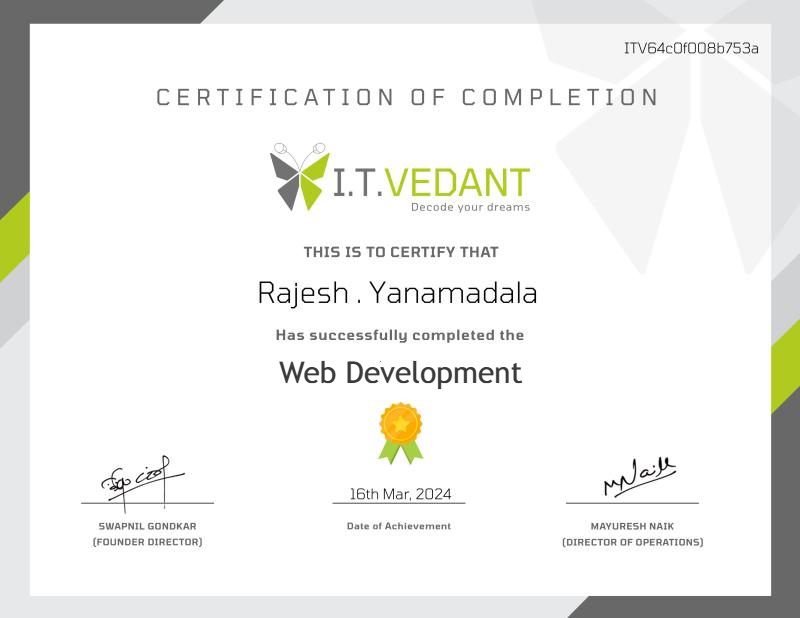 ITV64c0f008b753a
CERTIFICATION OF COMPLETION
I.T.VEDANT
Decode your dreams
THIS IS TO CERTIFY THAT
Rajesh . Yanamadala
Has successfully completed the
Web Development
16th Mar, 2024
SWAPNIL GONDKAR
(FOUNDER DIRECTOR)
Date of Achievement
MNaik
MAYURESH NAIK
(DIRECTOR OF OPERATIONS)